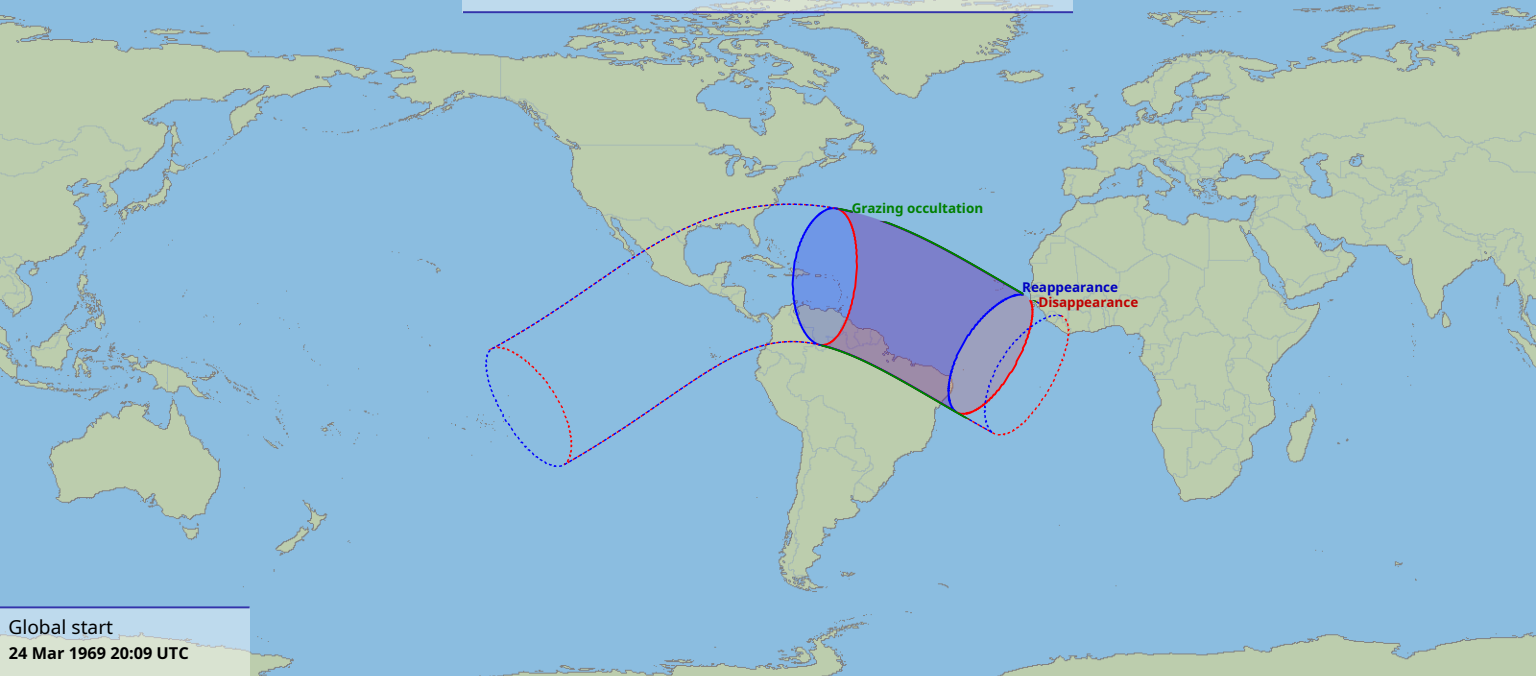 Grazing occultation
Reappearance
Disappearance
Global start
24 Mar 1969 20:09 UTC